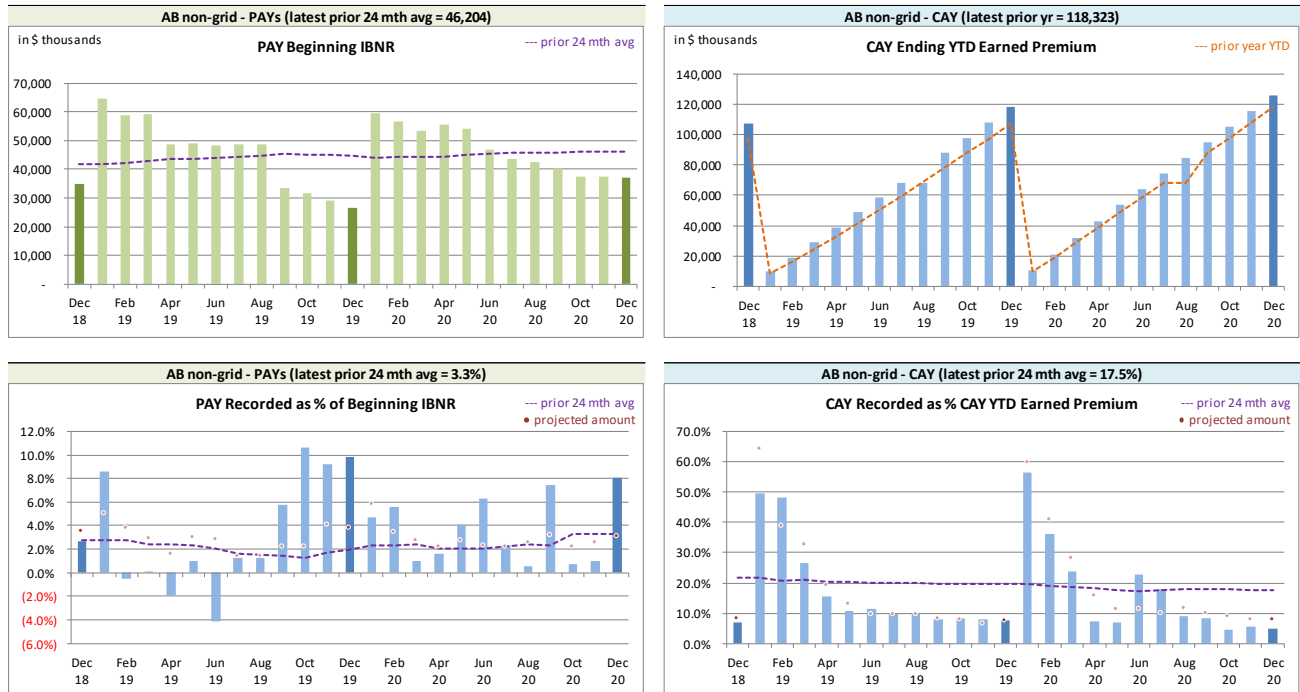 AB non-grid - PAYs (latest prior 24 mth avg = 46,204)
in $ thousands
PAY Beginning IBNR
--- prior 24 mth avg
70,000
60,000
50,000
40,000
30,000
20,000
10,000
-
Dec Feb Apr Jun Aug Oct Dec Feb Apr Jun Aug Oct Dec
18 19 19 19 19 19 19 20 20 20 20 20 20
AB non-grid - CAY (latest prior yr = 118,323)
in $ thousands
CAY Ending YTD Earned Premium
--- prior year YTD
140,000
120,000
100,000
80,000
60,000
40,000
20,000
-
Dec Feb Apr Jun Aug Oct Dec Feb Apr Jun Aug Oct Dec
18 19 19 19 19 19 19 20 20 20 20 20 20
AB non-grid - PAYs (latest prior 24 mth avg = 3.3%)
PAY Recorded as % of Beginning IBNR
--- prior 24 mth avg
• projected amount
12.0%
10.0%
8.0%
6.0%
4.0%
2.0%
0.0%
(2.0%)
(4.0%)
(6.0%)
Dec Feb Apr Jun Aug Oct Dec Feb Apr Jun Aug Oct Dec
18 19 19 19 19 19 19 20 20 20 20 20 20
AB non-grid - CAY (latest prior 24 mth avg = 17.5%)
CAY Recorded as % CAY YTD Earned Premium
--- prior 24 mth avg
• projected amount
70.0%
60.0%
50.0%
40.0%
30.0%
20.0%
10.0%
0.0%
Dec Feb Apr Jun Aug Oct Dec Feb Apr Jun Aug Oct Dec
18 19 19 19 19 19 19 20 20 20 20 20 20